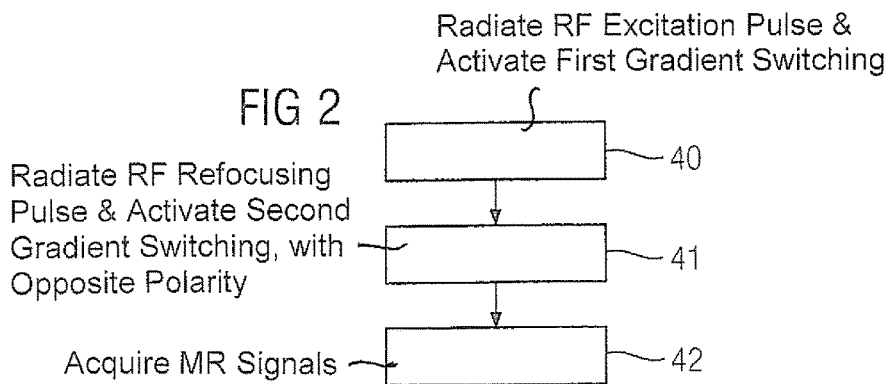 Radiate RF Excitation Pulse &
Activate First Gradient Switching
FIG 2
40
Radiate RF Refocusing
Pulse & Activate Second
Gradient Switching, with
Opposite Polarity
41
Acquire MR Signals
42